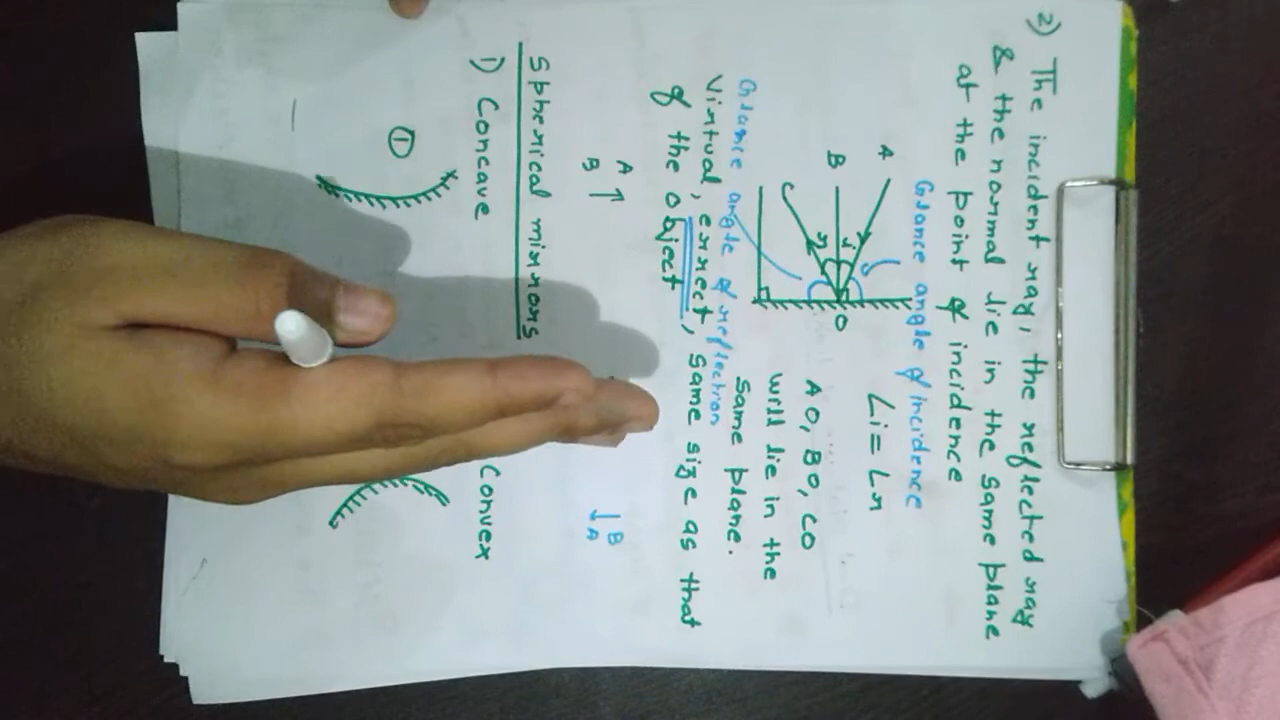 2) The incident ray, the reflected ray
& the normal lie in the same plane
at the point of incidence
Glance angle of incidence
A
B
i
r
O
∠i = ∠r
AO, BO, CO
will lie in the
same plane.
Glance angle of reflection
Virtual, errect, same size as that
of the object
A
B
B
A
Spherical mirrors
1) Concave
Convex
1